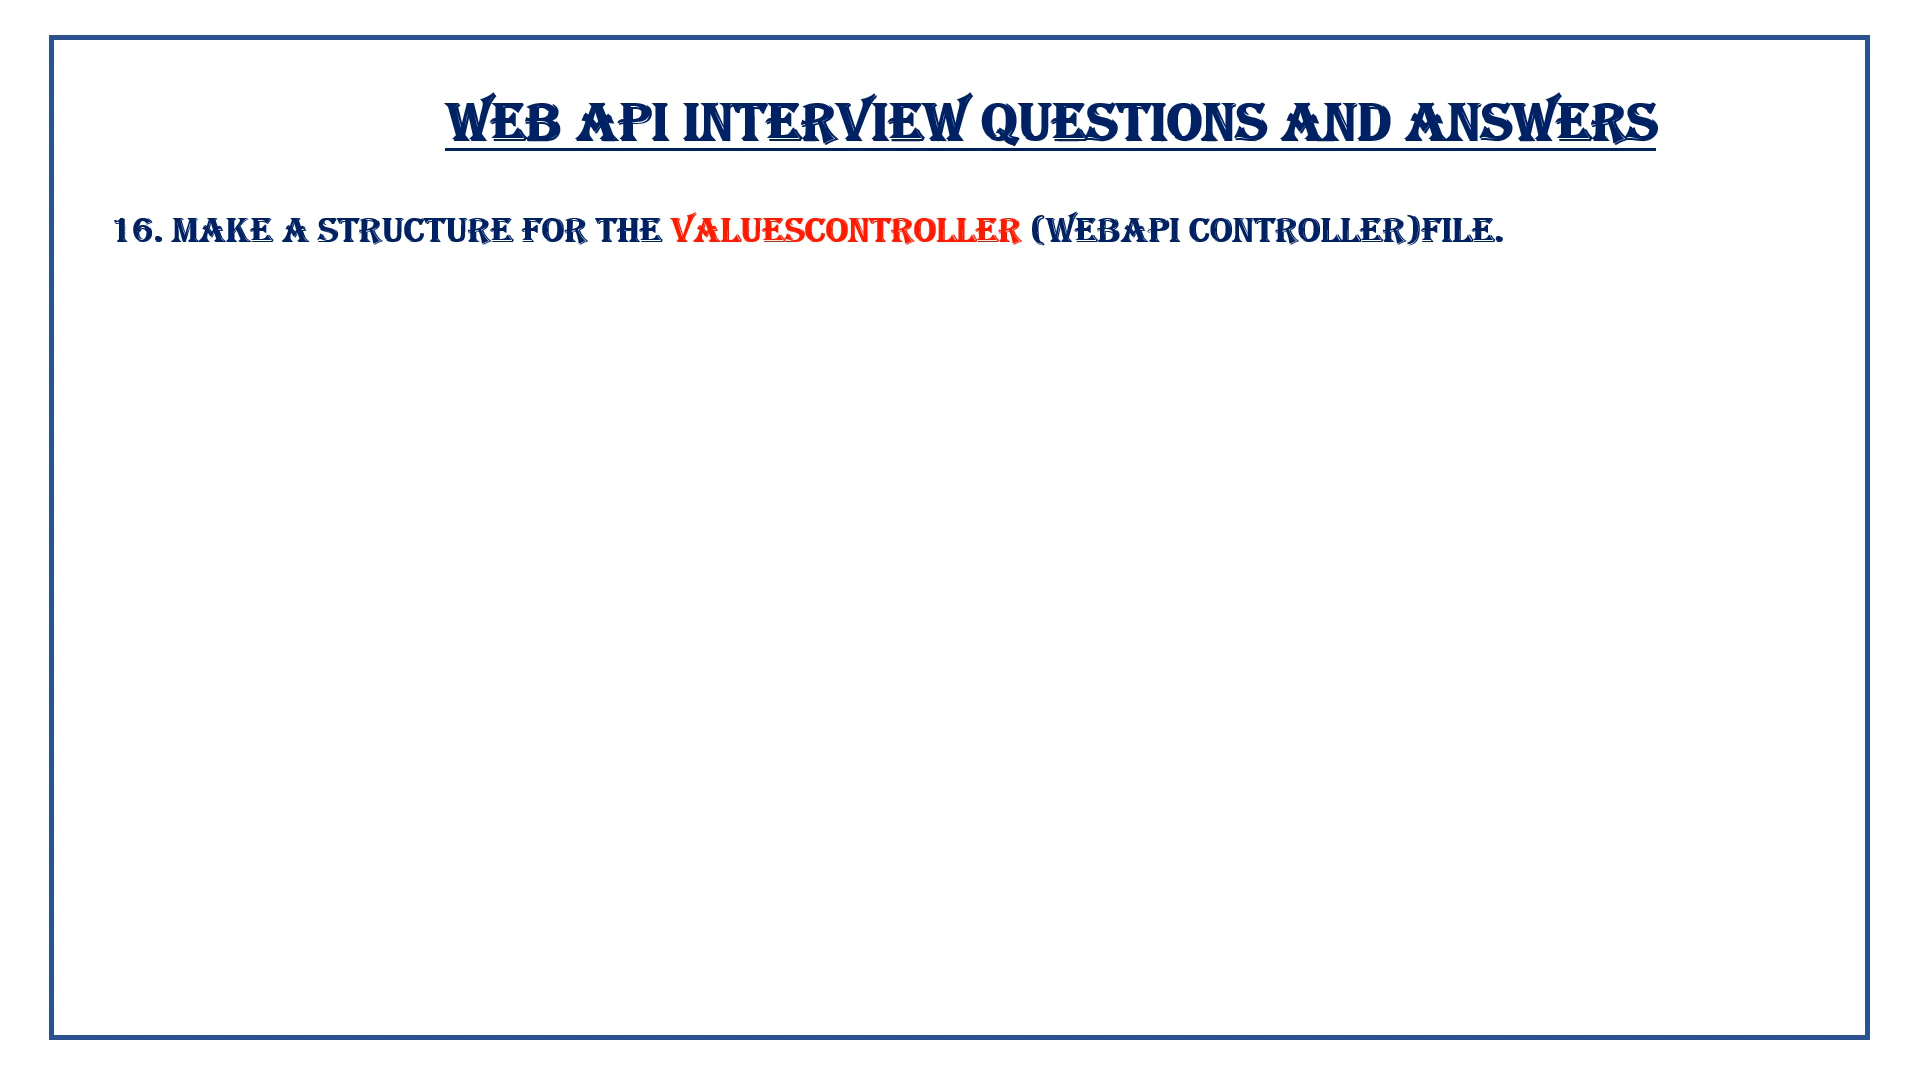 WEB API INTERVIEW QUESTIONS AND ANSWERS
16. MAKE A STRUCTURE FOR THE VALUESCONTROLLER (WEBAPI CONTROLLER)FILE.